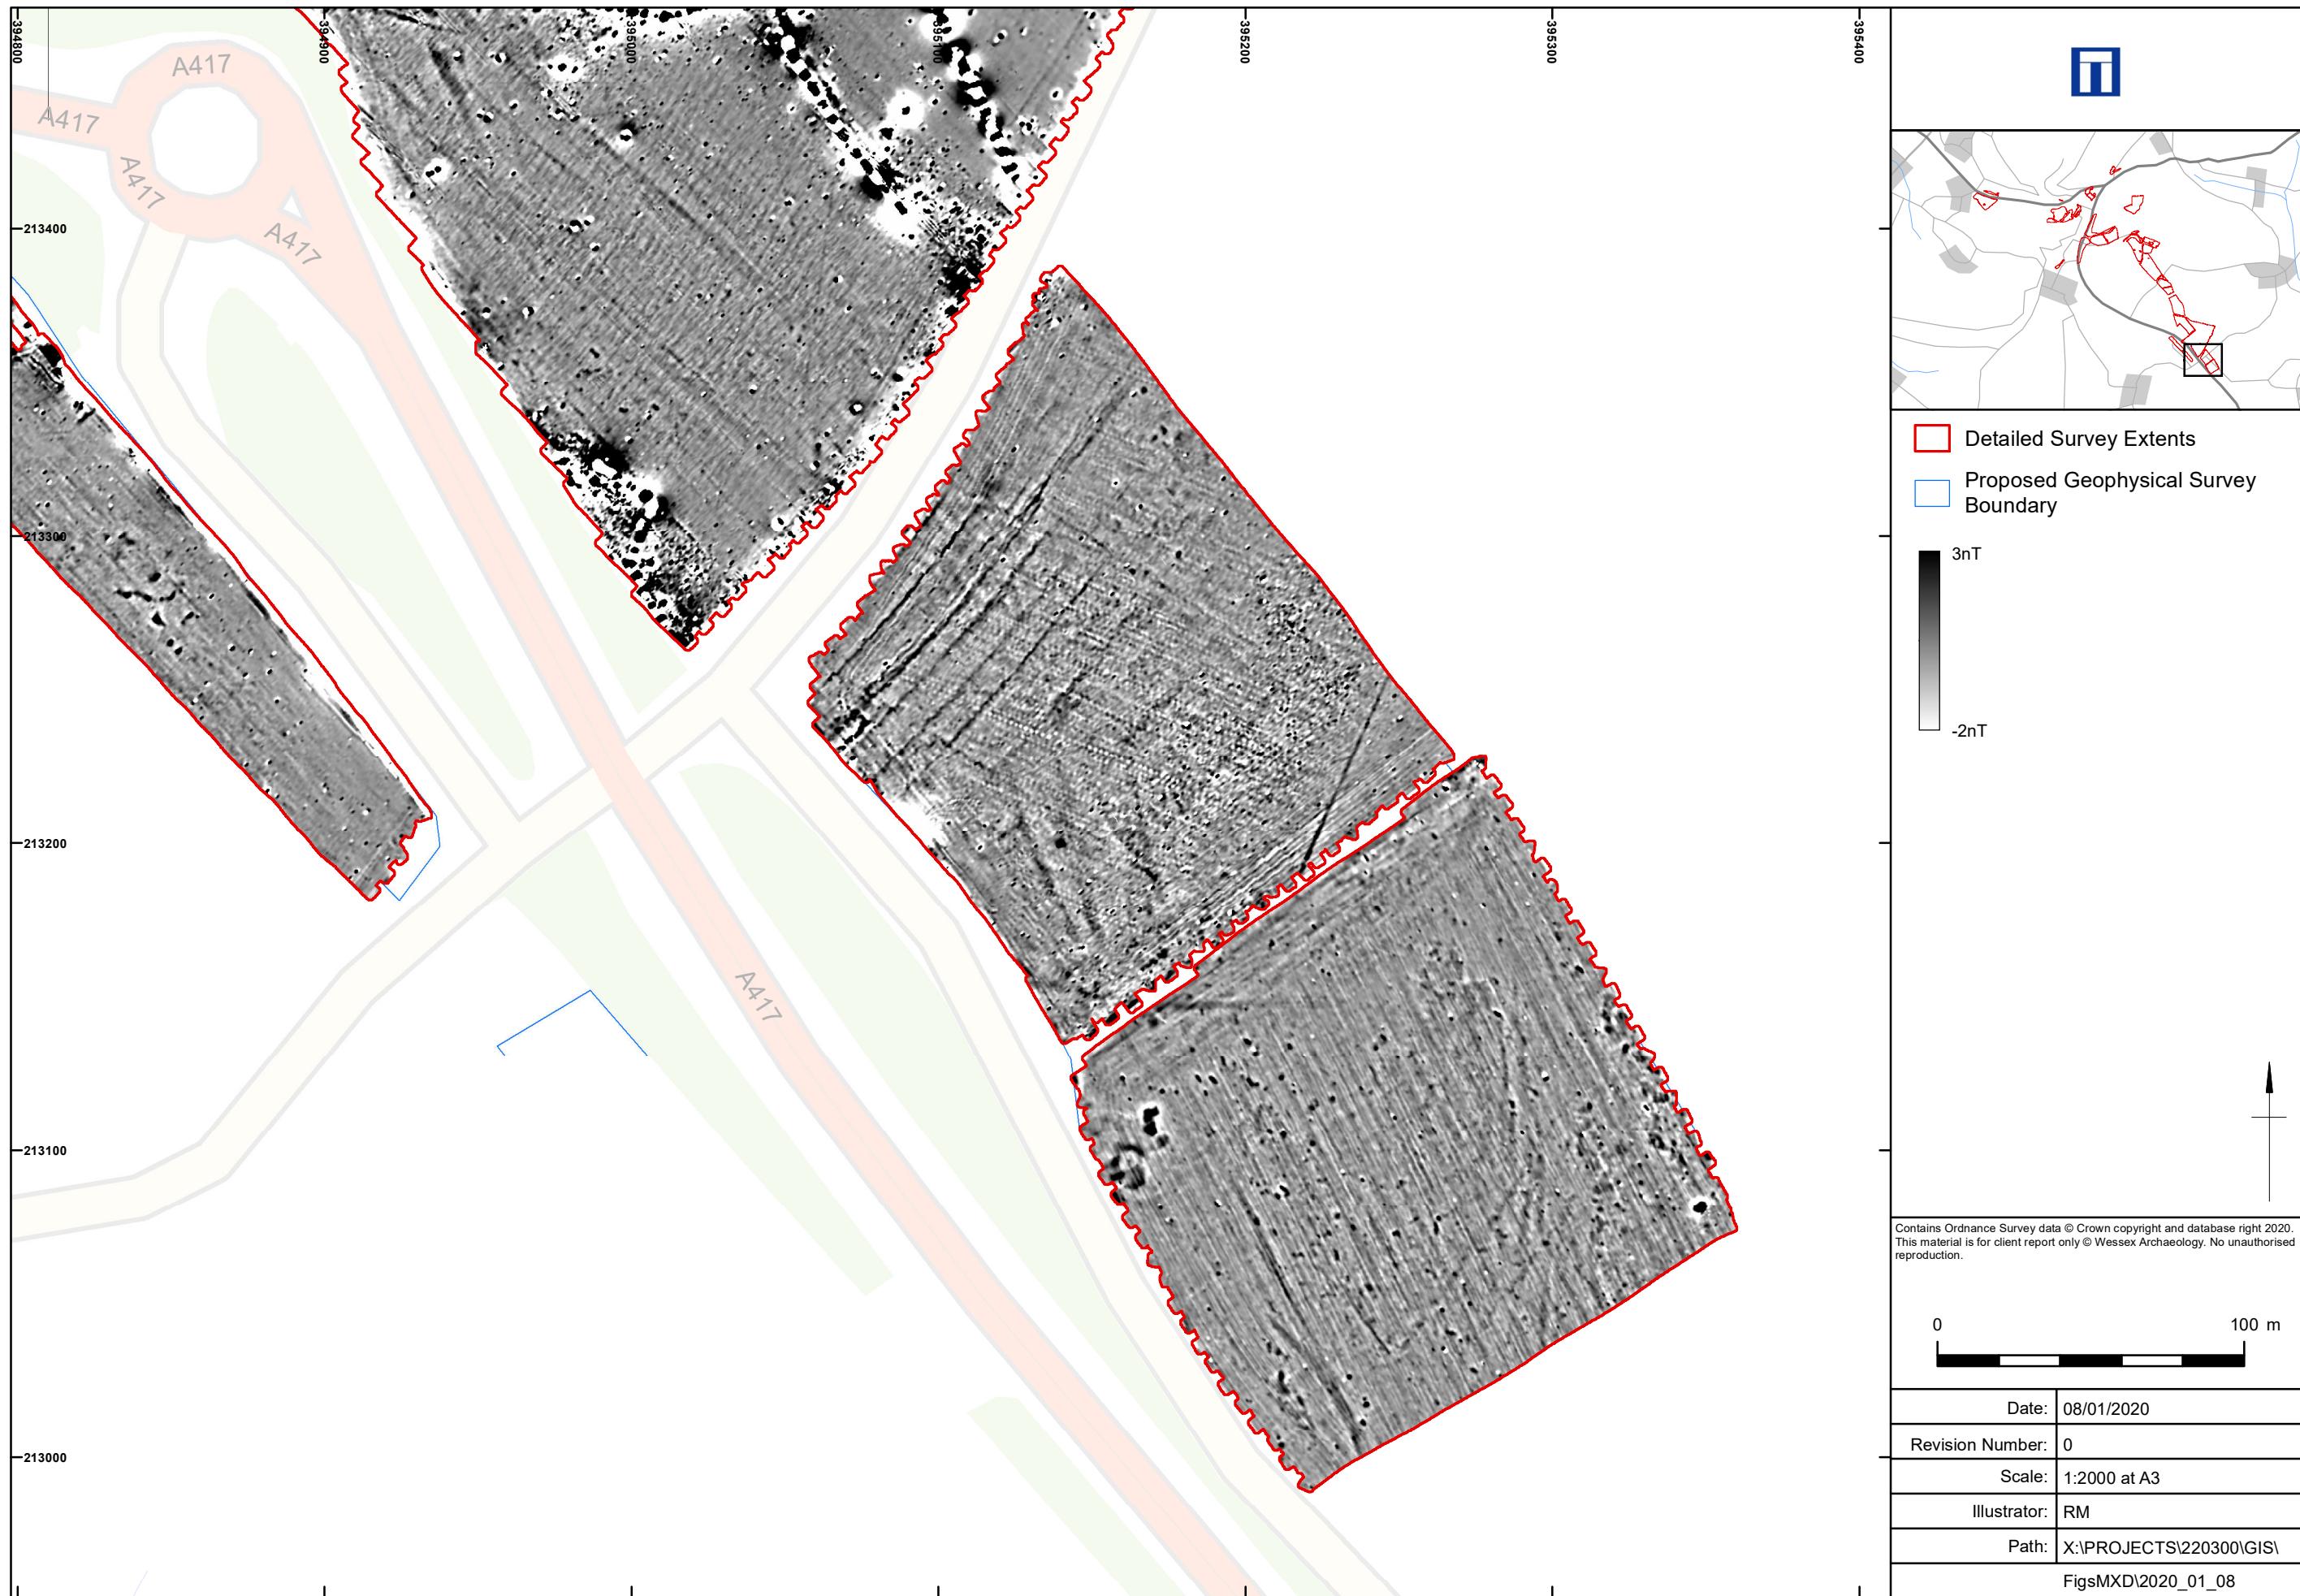 394800
394900
395000
395100
395200
395300
395400
A417
A417
A417
A417
A417
213400
213300
213200
213100
213000
Detailed Survey Extents
Proposed Geophysical Survey
Boundary
3nT
-2nT
Contains Ordnance Survey data © Crown copyright and database right 2020.
This material is for client report only © Wessex Archaeology. No unauthorised
reproduction.
0 100 m
Date: 08/01/2020
Revision Number: 0
Scale: 1:2000 at A3
Illustrator: RM
Path: X:\PROJECTS\220300\GIS\
FigsMXD\2020_01_08